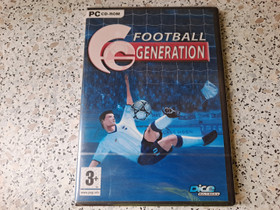 PC CD-ROM
FOOTBALL
GENERATION
3+
Dice